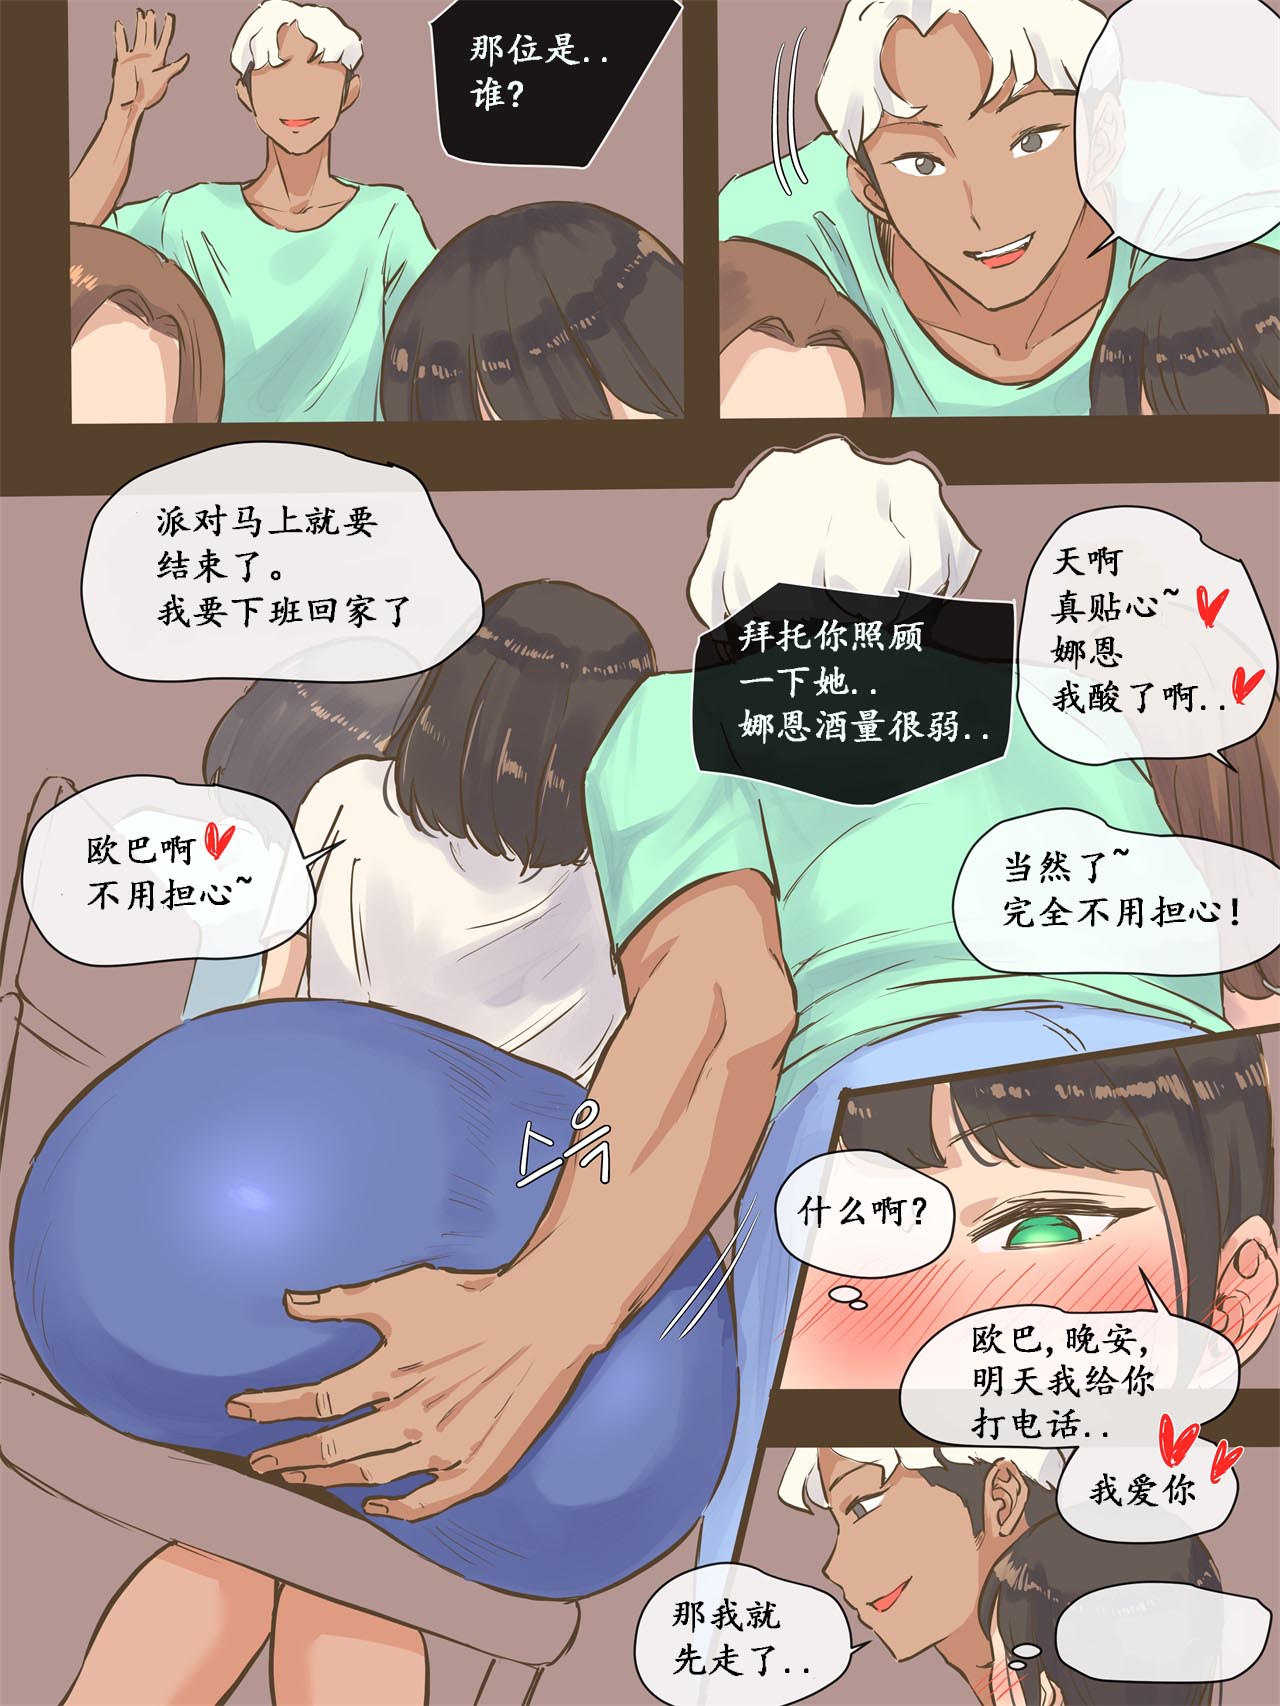 那位是..
谁?
派对马上就要
结束了。
我要下班回家了
天啊
真贴心~
娜恩
我酸了啊..
拜托你照顾
一下她..
娜恩酒量很弱..
欧巴啊
不用担心~
当然了~
完全不用担心!
스윽
什么啊?
欧巴,晚安,
明天我给你
打电话..
我爱你
那我就
先走了..